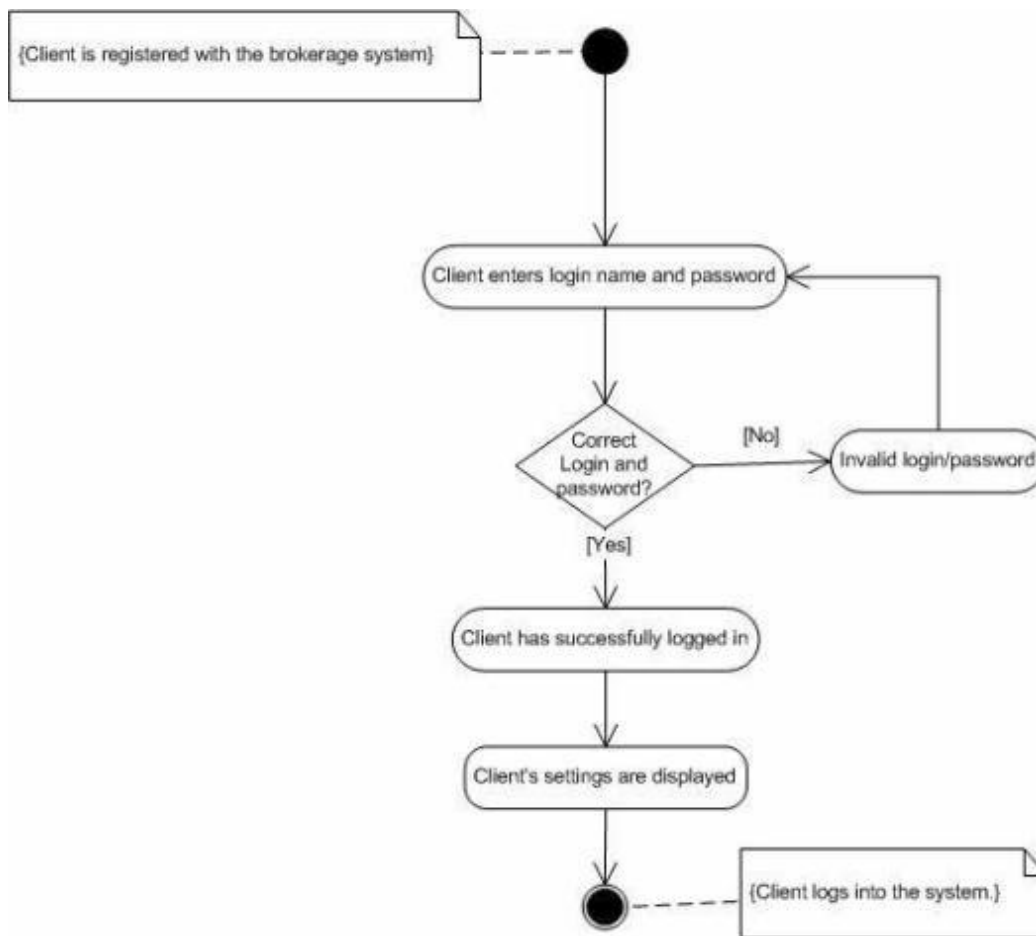 {Client is registered with the brokerage system}
Client enters login name and password
Correct
Login and
password?
[No]
Invalid login/password
[Yes]
Client has successfully logged in
Client's settings are displayed
{Client logs into the system.}